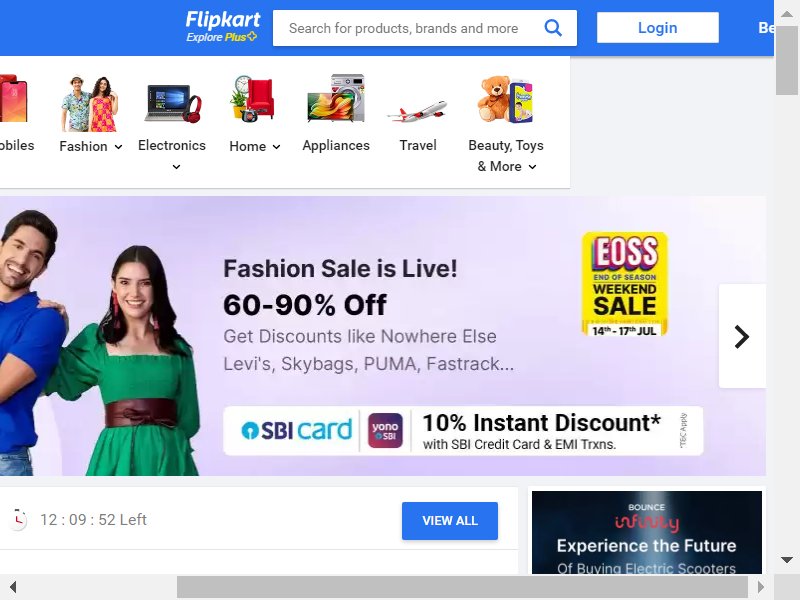 Flipkart
Explore Plus
Search for products, brands and more
Login
Be
obiles
Fashion
Electronics
Home
Appliances
Travel
Beauty, Toys
& More
Fashion Sale is Live!
60-90% Off
Get Discounts like Nowhere Else
Levi's, Skybags, PUMA, Fastrack...
EOSS
END OF SEASON
WEEKEND
SALE
14th - 17th JUL
SBI card
yono
SBI
10% Instant Discount*
with SBI Credit Card & EMI Trxns.
*T&C Apply
12 : 09 : 52 Left
VIEW ALL
BOUNCE
infinity
Experience the Future
Of Buying Electric Scooters